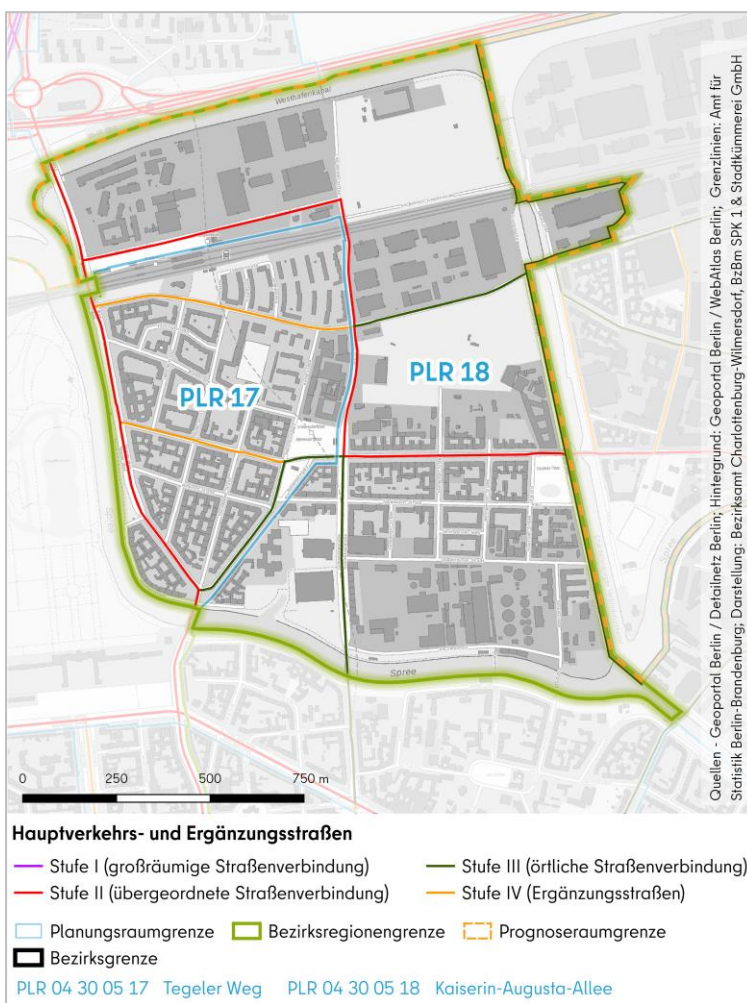 Westhafenkanal
PLR 17
PLR 18
Spree
Spree
0 250 500 750 m
Quellen - Geoportal Berlin / Detailnetz Berlin; Hintergrund: Geoportal Berlin / WebAtlas Berlin; Grenzlinien: Amt für
Statistik Berlin-Brandenburg; Darstellung: Bezirksamt Charlottenburg-Wilmersdorf, BzBm SPK 1 & Stadtkümmerei GmbH
Hauptverkehrs- und Ergänzungsstraßen
Stufe I (großräumige Straßenverbindung)
Stufe III (örtliche Straßenverbindung)
Stufe II (übergeordnete Straßenverbindung)
Stufe IV (Ergänzungsstraßen)
Planungsraumgrenze
Bezirksregionengrenze
Prognoseraumgrenze
Bezirksgrenze
PLR 04 30 05 17 Tegeler Weg PLR 04 30 05 18 Kaiserin-Augusta-Allee